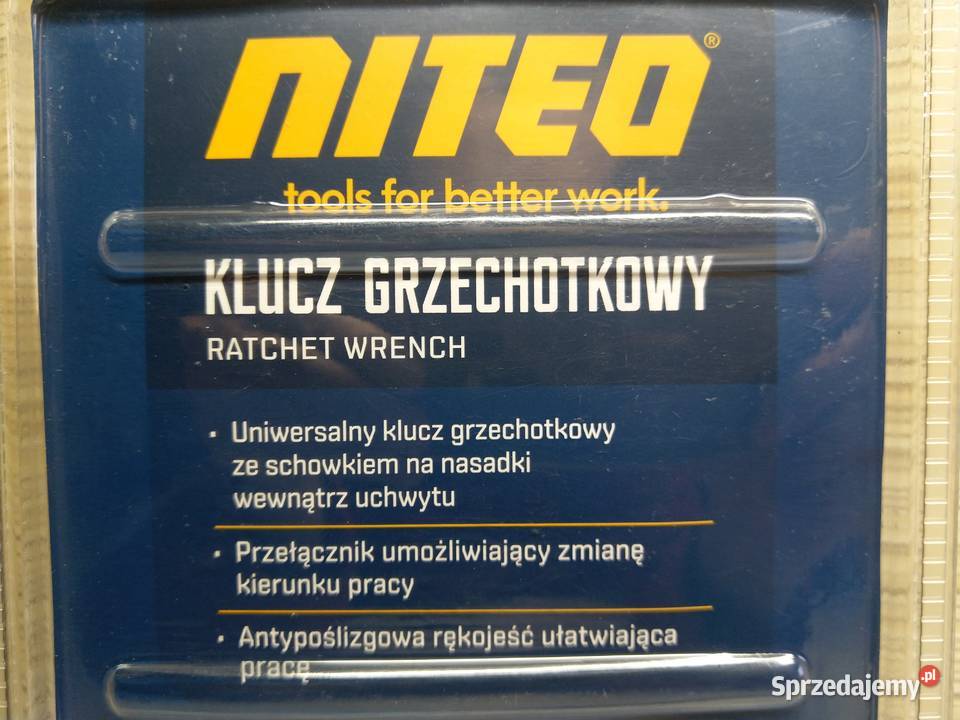 NITEO®
tools for better work.
KLUCZ GRZECHOTKOWY
RATCHET WRENCH
• Uniwersalny klucz grzechotkowy
ze schowkiem na nasadki
wewnątrz uchwytu
• Przełącznik umożliwiający zmianę
kierunku pracy
• Antypoślizgowa rękojeść ułatwiająca
pracę
Sprzedajemy.pl